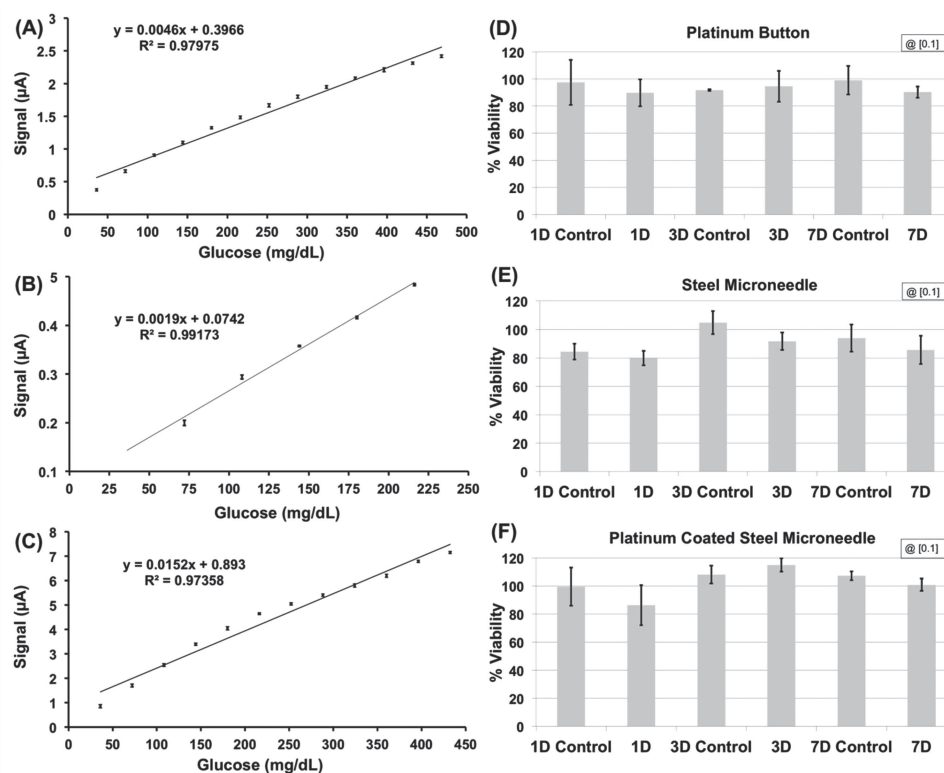 (A)
y = 0.0046x + 0.3966
R² = 0.97975
Signal (µA)
3
2.5
2
1.5
1
0.5
0
0 50 100 150 200 250 300 350 400 450 500
Glucose (mg/dL)
(B)
y = 0.0019x + 0.0742
R² = 0.99173
Signal (µA)
5
0.4
0.3
0.2
0.1
0 25 50 75 100 125 150 175 200 225 250
Glucose (mg/dL)
(C)
y = 0.0152x + 0.893
R² = 0.97358
Signal (µA)
8
7
6
5
4
3
2
1
0
0 50 100 150 200 250 300 350 400 450
Glucose (mg/dL)
(D)
Platinum Button
@ [0.1]
% Viability
120
100
80
60
40
20
0
1D Control 1D 3D Control 3D 7D Control 7D
(E)
Steel Microneedle
@ [0.1]
% Viability
120
100
80
60
40
20
0
1D Control 1D 3D Control 3D 7D Control 7D
(F)
Platinum Coated Steel Microneedle
@ [0.1]
% Viability
120
100
80
60
40
20
0
1D Control 1D 3D Control 3D 7D Control 7D